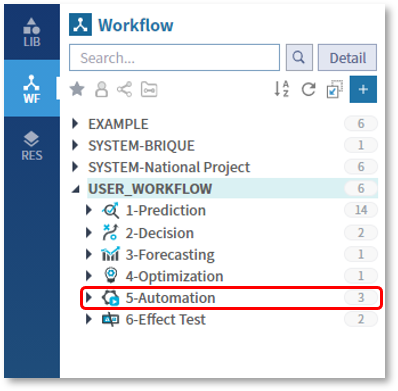 LIB
WF
RES
Workflow
Search...
Detail
A
Z
+
EXAMPLE 6
SYSTEM-BRIQUE 1
SYSTEM-National Project 6
USER_WORKFLOW 6
1-Prediction 14
2-Decision 2
3-Forecasting 1
4-Optimization 1
5-Automation 3
6-Effect Test 2